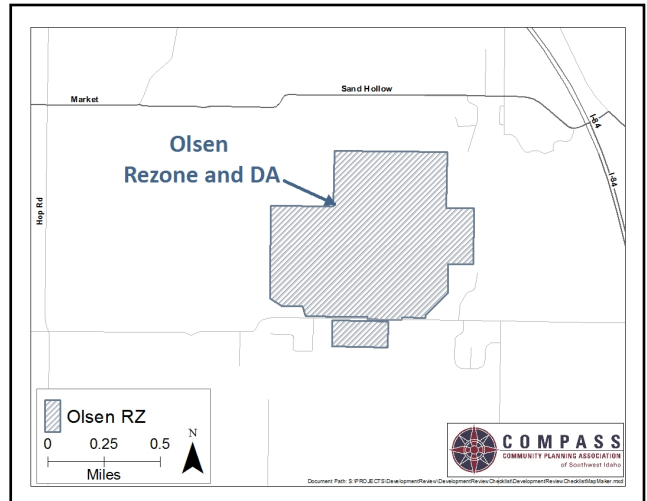 Market
Sand Hollow
I-84
I-84
Hop Rd
Olsen
Rezone and DA
Olsen RZ
0 0.25 0.5
Miles
N
COMPASS
COMMUNITY PLANNING ASSOCIATION
of Southwest Idaho
Document Path: S:\PROJECTS\DevelopmentReview\DevelopmentReviewChecklist\DevelopmentReviewChecklistMapMaker.mxd